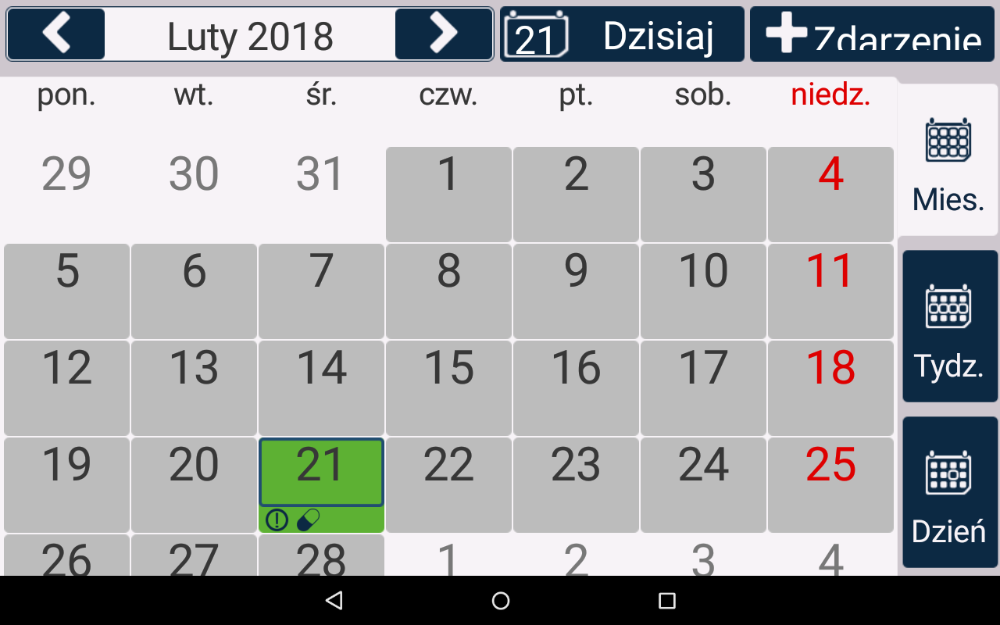 Luty 2018
21 Dzisiaj
Zdarzenie
pon. wt. śr. czw. pt. sob. niedz.
29 30 31 1 2 3 4
Mies.
5 6 7 8 9 10 11
12 13 14 15 16 17 18
Tydz.
19 20 21 22 23 24 25
Dzień
26 27 28 1 2 3 4